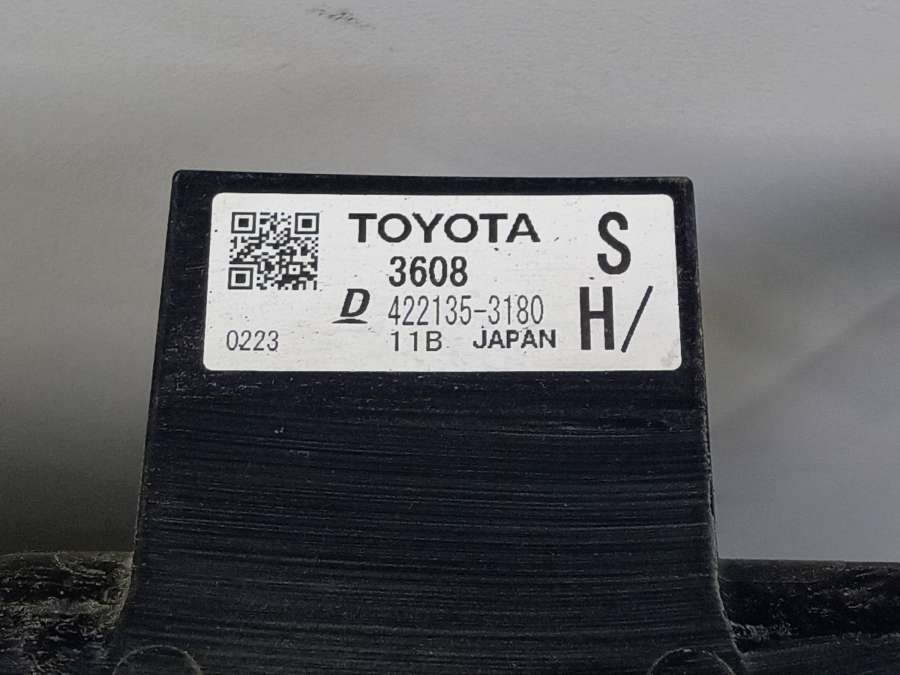 TOYOTA
3608
D 422135-3180
0223 11B JAPAN
S
H/